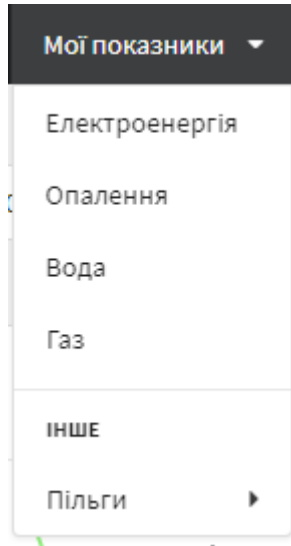 Мої показники
Електроенергія
Опалення
Вода
Газ
ІНШЕ
Пільги